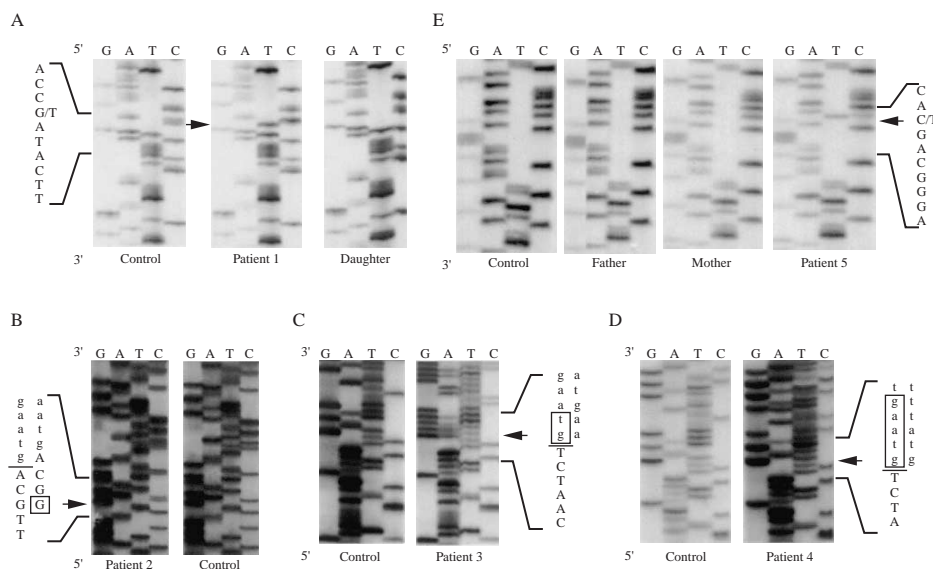 A
5'
G A T C
G A T C
G A T C
A
C
C
G/T
A
T
A
C
T
T
3'
Control
Patient 1
Daughter
E
5'
G A T C
G A T C
G A T C
G A T C
C
A
C/T
G
A
C
G
G
G
A
3'
Control
Father
Mother
Patient 5
B
3'
G A T C
G A T C
g a
a a
a t
t g
g A
A C
C G
G G
T
T
5'
Patient 2
Control
C
3'
G A T C
G A T C
g a
a t
a g
t a
g a
T
C
T
A
A
C
5'
Control
Patient 3
D
3'
G A T C
G A T C
t t
g t
a t
a a
t t
g g
T
C
T
A
5'
Control
Patient 4